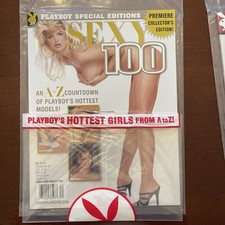 PLAYBOY SPECIAL EDITIONS
PREMIERE
COLLECTOR'S
EDITION!
SEXY
100
AN A-Z COUNTDOWN
OF PLAYBOY'S HOTTEST
MODELS!
PLAYBOY'S HOTTEST GIRLS FROM A to Z!